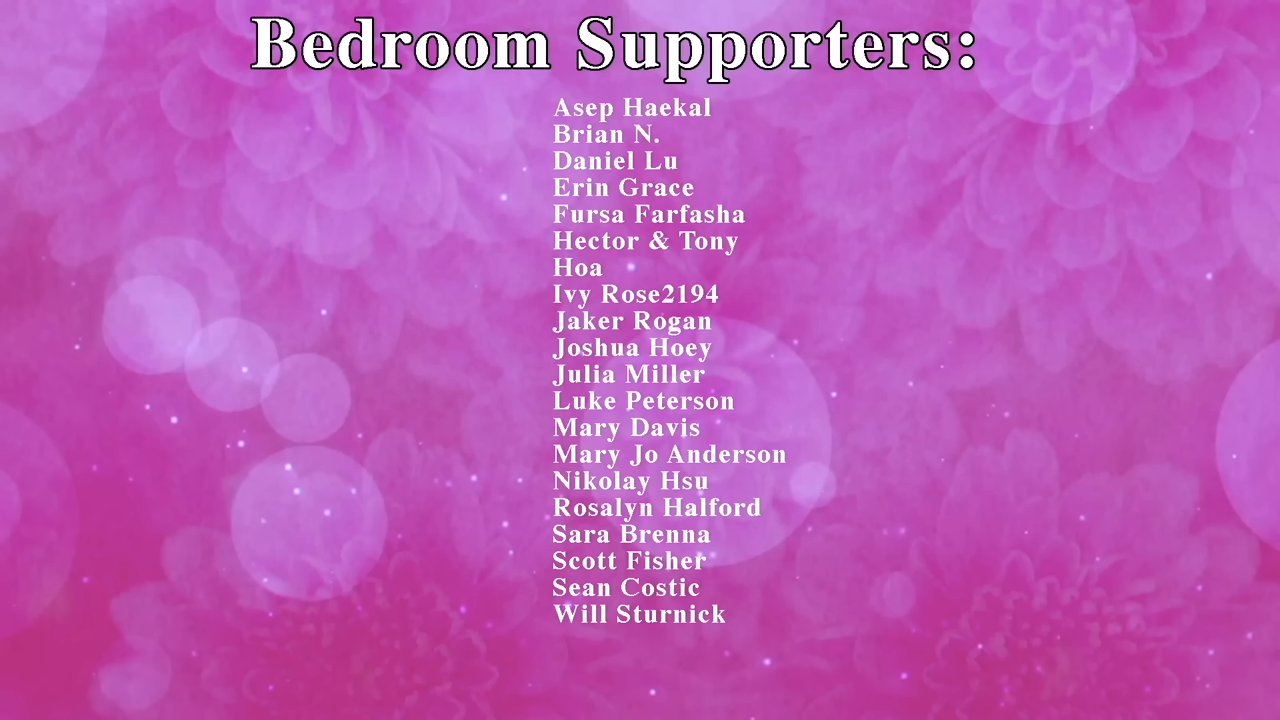 Bedroom Supporters:
Asep Haekal
Brian N.
Daniel Lu
Erin Grace
Fursa Farfasha
Hector & Tony
Hoa
Ivy Rose2194
Jaker Rogan
Joshua Hoey
Julia Miller
Luke Peterson
Mary Davis
Mary Jo Anderson
Nikolay Hsu
Rosalyn Halford
Sara Brenna
Scott Fisher
Sean Costic
Will Sturnick